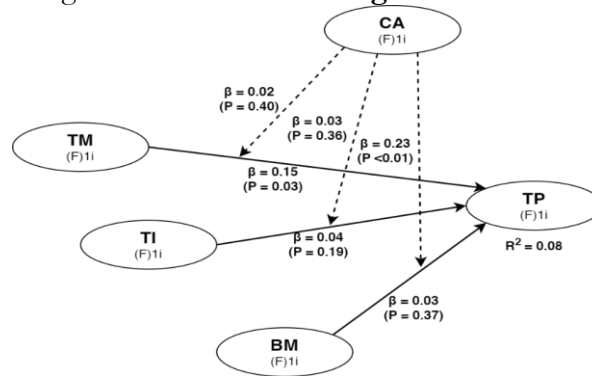 CA
(F)1i
β = 0.02
(P = 0.40)
β = 0.03
(P = 0.36)
β = 0.23
(P <0.01)
TM
(F)1i
β = 0.15
(P = 0.03)
TP
(F)1i
R² = 0.08
TI
(F)1i
β = 0.04
(P = 0.19)
β = 0.03
(P = 0.37)
BM
(F)1i